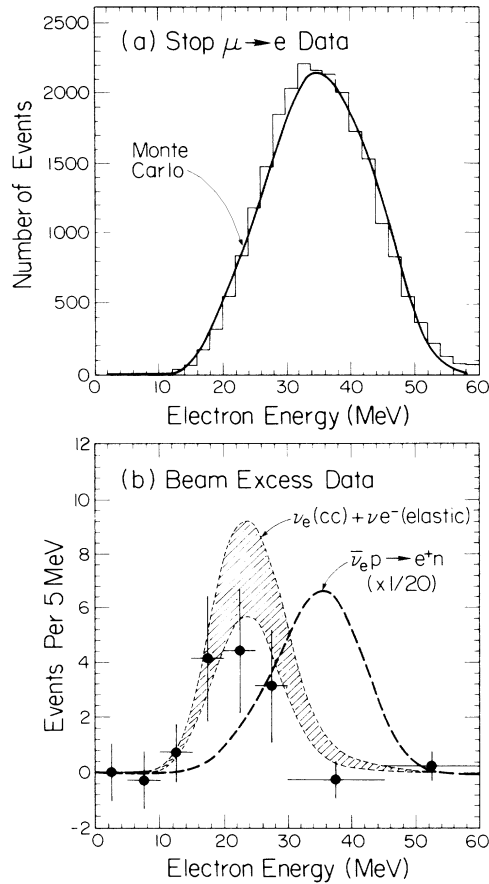 (a) Stop μ→e Data
Number of Events
2500
2000
1500
1000
500
0
Monte
Carlo
0 10 20 30 40 50 60
Electron Energy (MeV)
(b) Beam Excess Data
Events Per 5 MeV
12
10
8
6
4
2
0
-2
νₑ(cc)+νe⁻(elastic)
ν̄ₑp → e⁺n
(x1/20)
0 10 20 30 40 50 60
Electron Energy (MeV)